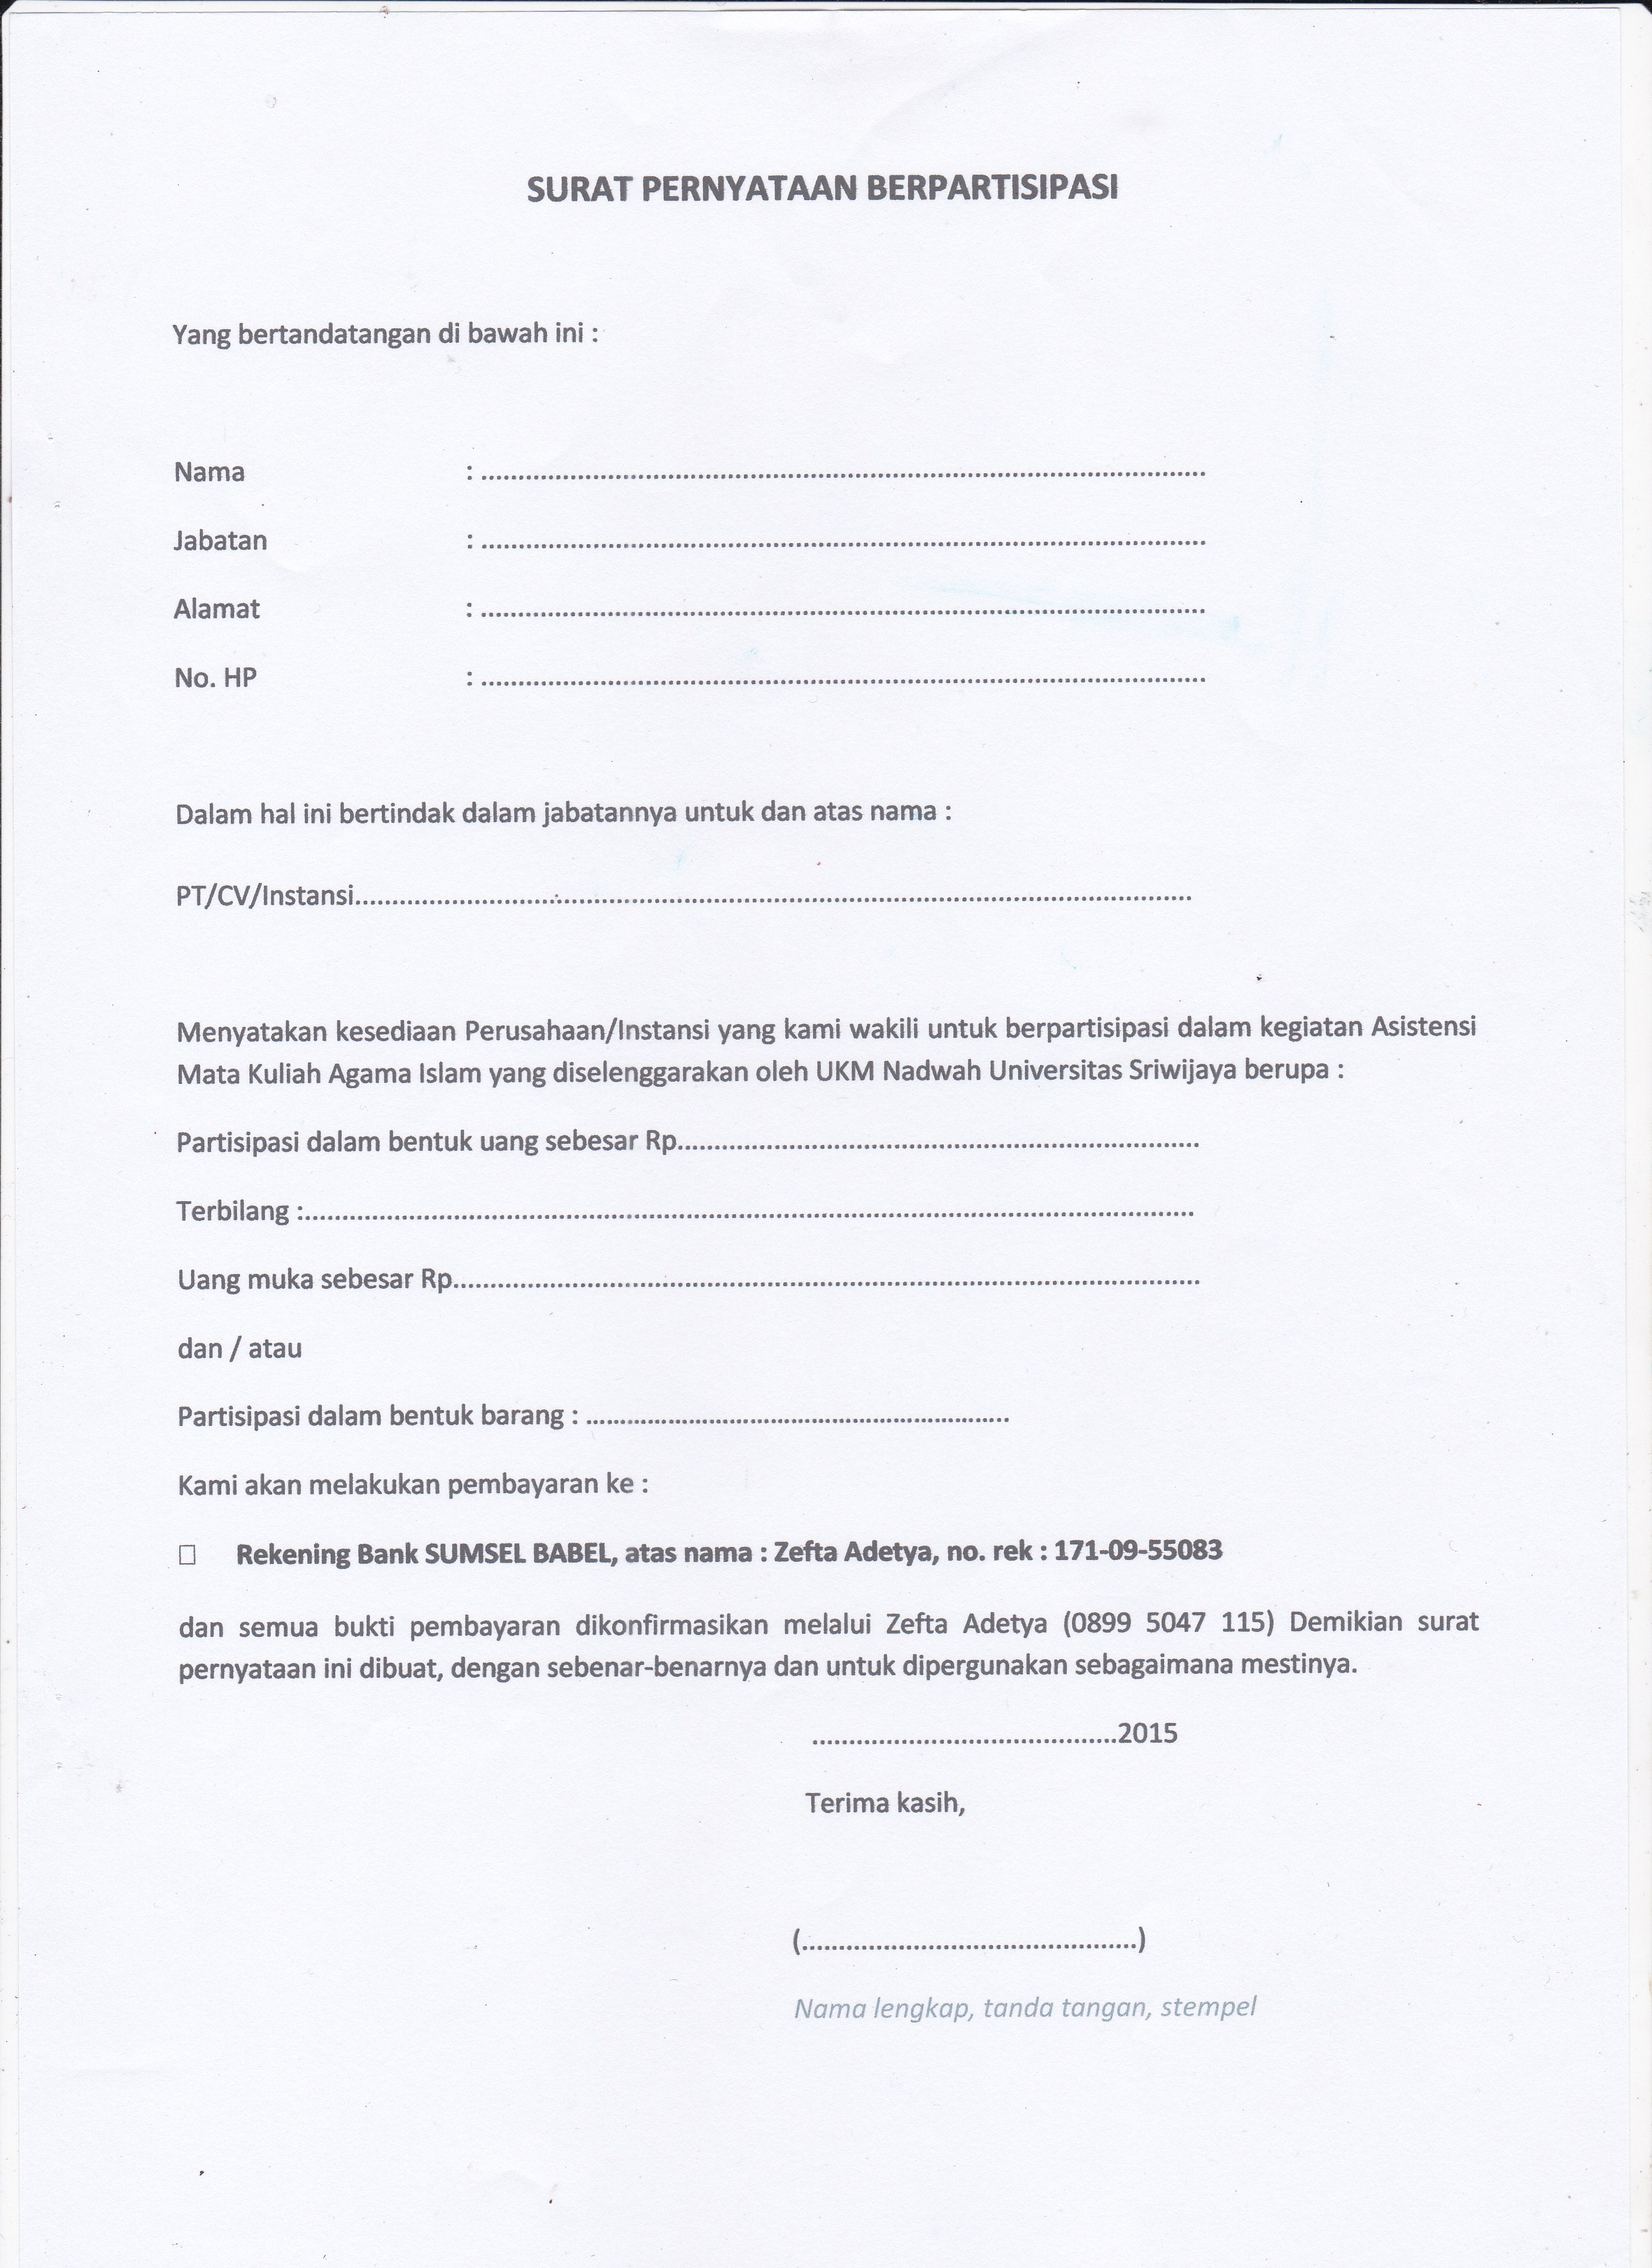 SURAT PERNYATAAN BERPARTISIPASI
Yang bertandatangan di bawah ini :
Nama : ..........................................................................................
Jabatan : ..........................................................................................
Alamat : ..........................................................................................
No. HP : ..........................................................................................
Dalam hal ini bertindak dalam jabatannya untuk dan atas nama :
PT/CV/Instansi..........................................................................................
Menyatakan kesediaan Perusahaan/Instansi yang kami wakili untuk berpartisipasi dalam kegiatan Asistensi
Mata Kuliah Agama Islam yang diselenggarakan oleh UKM Nadwah Universitas Sriwijaya berupa :
Partisipasi dalam bentuk uang sebesar Rp......................................................................
Terbilang :..........................................................................................
Uang muka sebesar Rp..........................................................................................
dan / atau
Partisipasi dalam bentuk barang : .........................................................
Kami akan melakukan pembayaran ke :
☐ Rekening Bank SUMSEL BABEL, atas nama : Zefta Adetya, no. rek : 171-09-55083
dan semua bukti pembayaran dikonfirmasikan melalui Zefta Adetya (0899 5047 115) Demikian surat
pernyataan ini dibuat, dengan sebenar-benarnya dan untuk dipergunakan sebagaimana mestinya.
.........................................2015
Terima kasih,
(.............................................)
Nama lengkap, tanda tangan, stempel